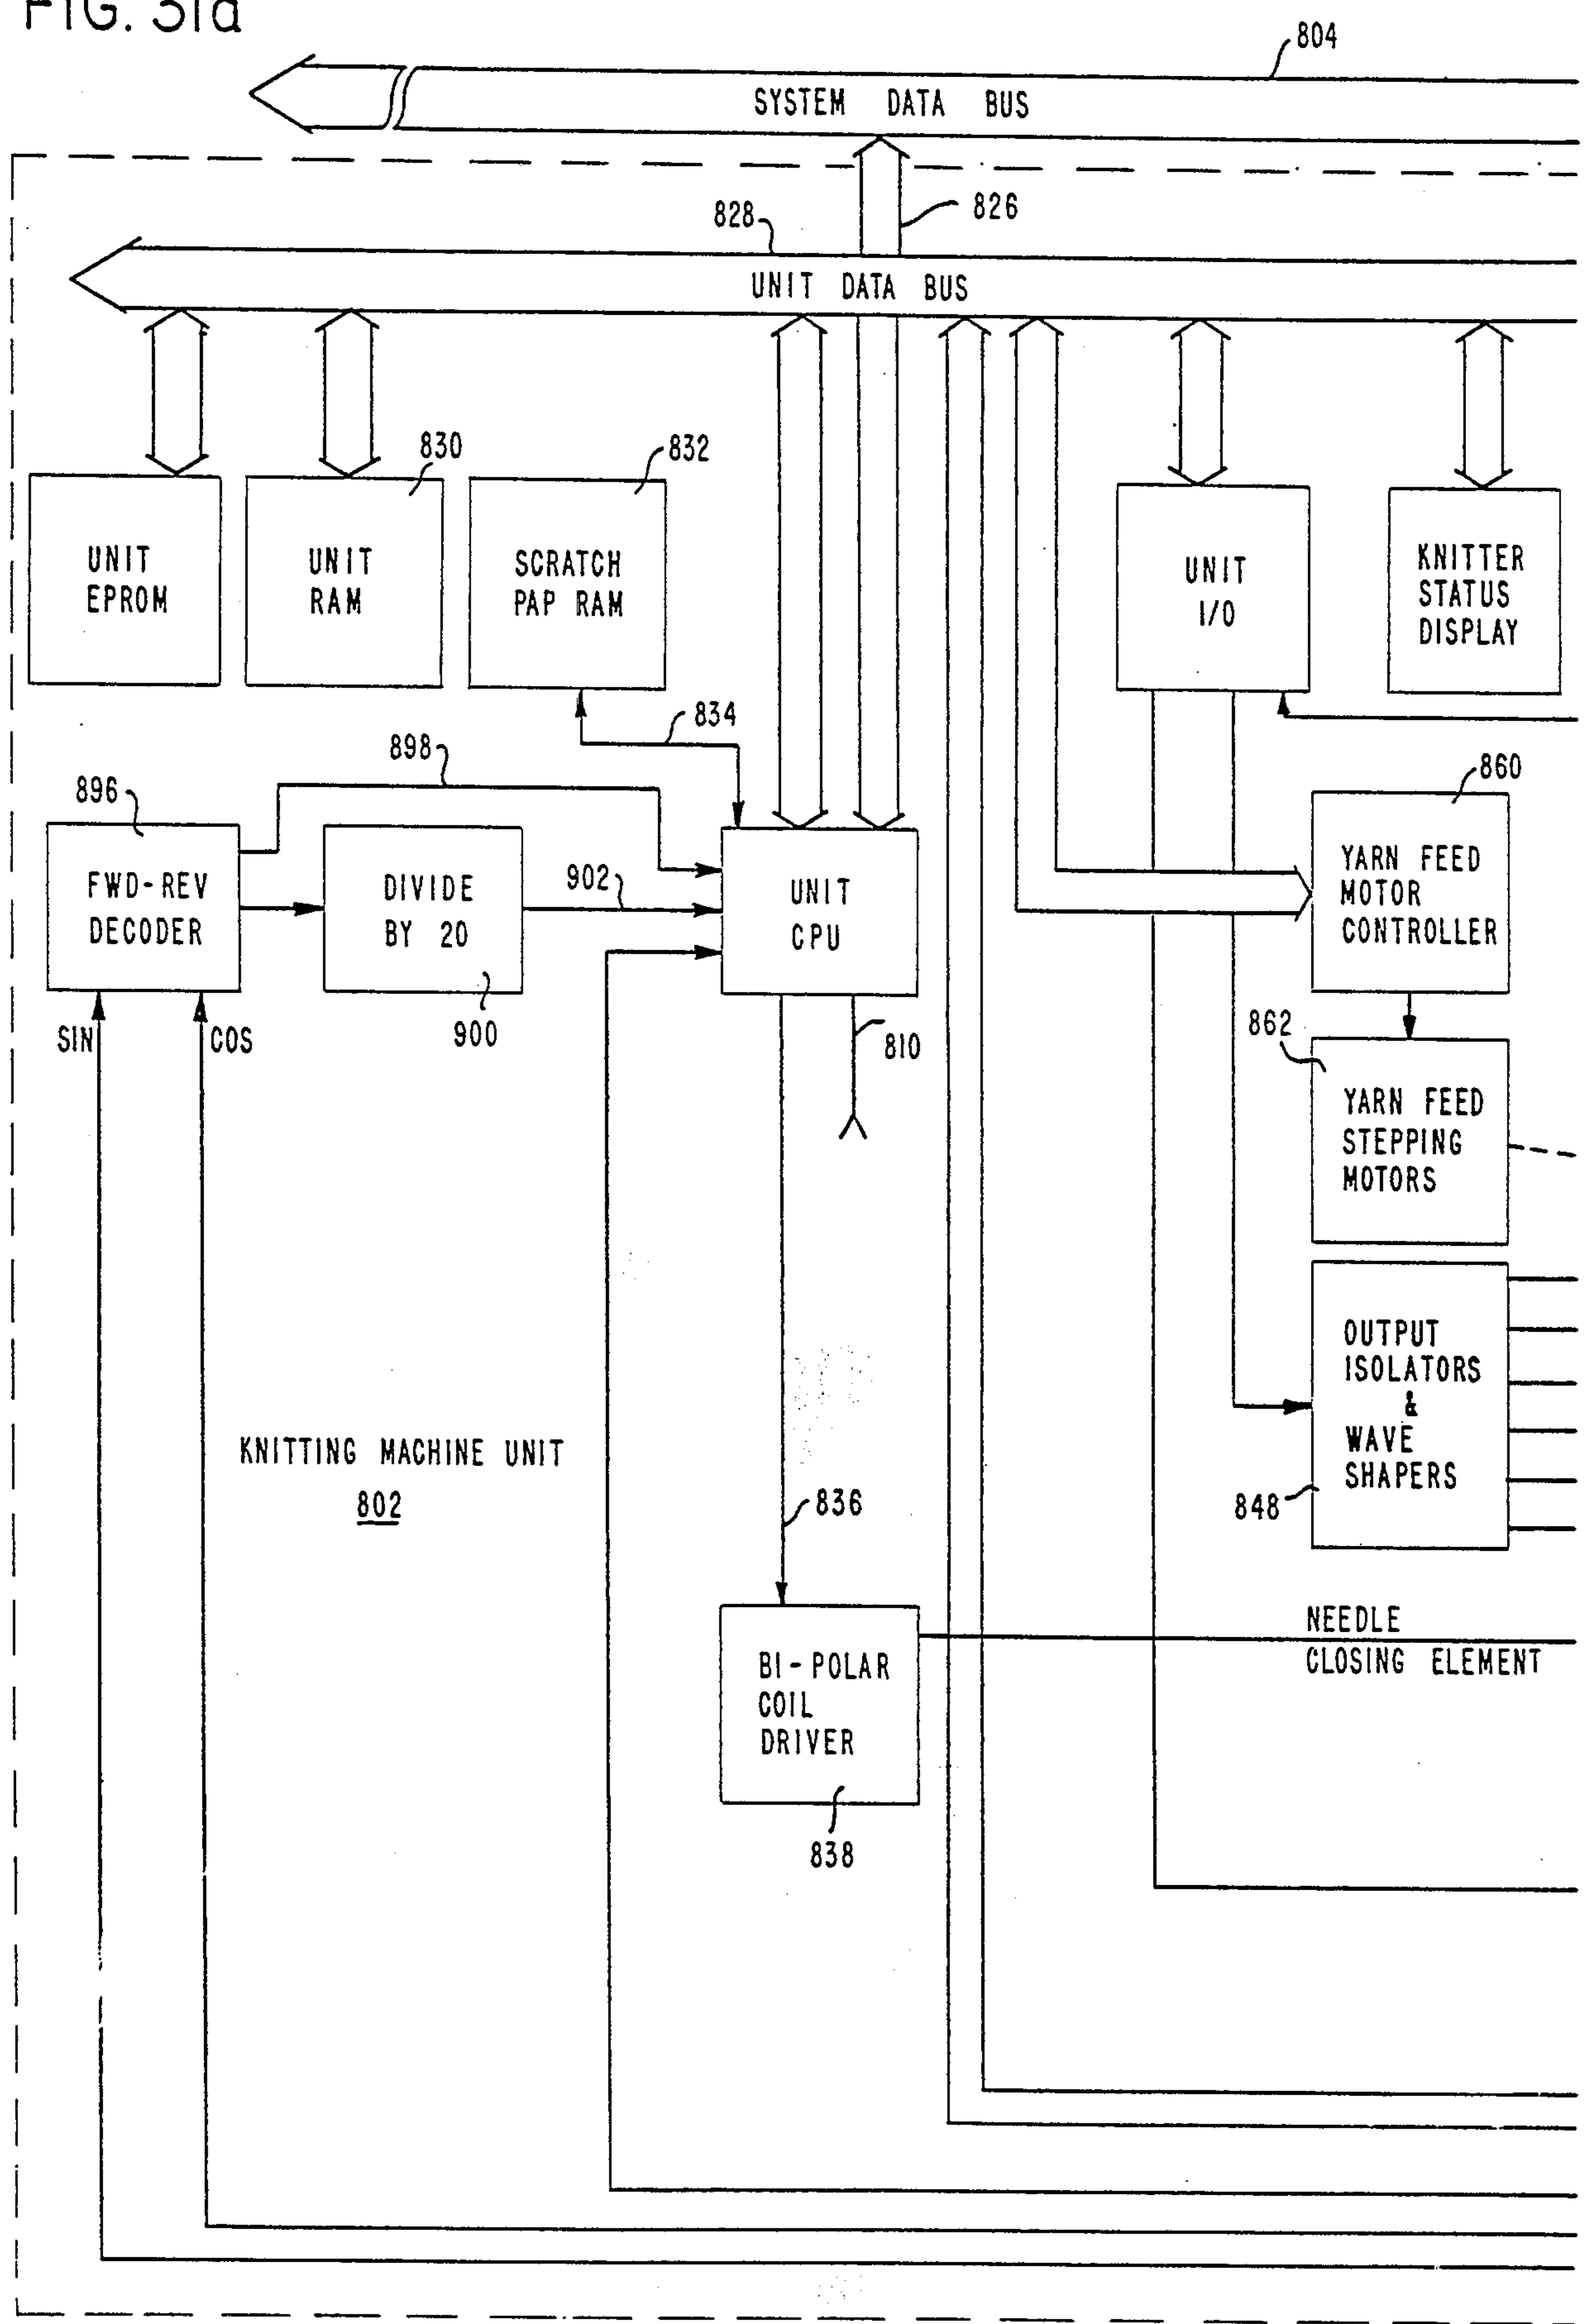 FIG. 31a
804
SYSTEM DATA BUS
826
828
UNIT DATA BUS
830
832
UNIT
EPROM
UNIT
RAM
SCRATCH
PAP RAM
UNIT
I/O
KNITTER
STATUS
DISPLAY
834
898
896
860
FWD-REV
DECODER
DIVIDE
BY 20
902
UNIT
CPU
YARN FEED
MOTOR
CONTROLLER
SIN
COS
900
810
862
YARN FEED
STEPPING
MOTORS
OUTPUT
ISOLATORS
&
WAVE
SHAPERS
848
KNITTING MACHINE UNIT
802
836
NEEDLE
CLOSING ELEMENT
BI-POLAR
COIL
DRIVER
838